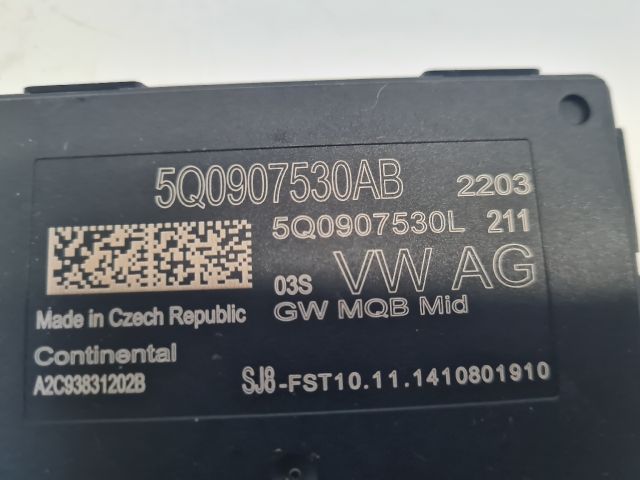 5Q0907530AB 2203
5Q0907530L 211
03S VW AG
GW MQB Mid
Made in Czech Republic
Continental
A2C93831202B
SJ8-FST10.11.1410801910